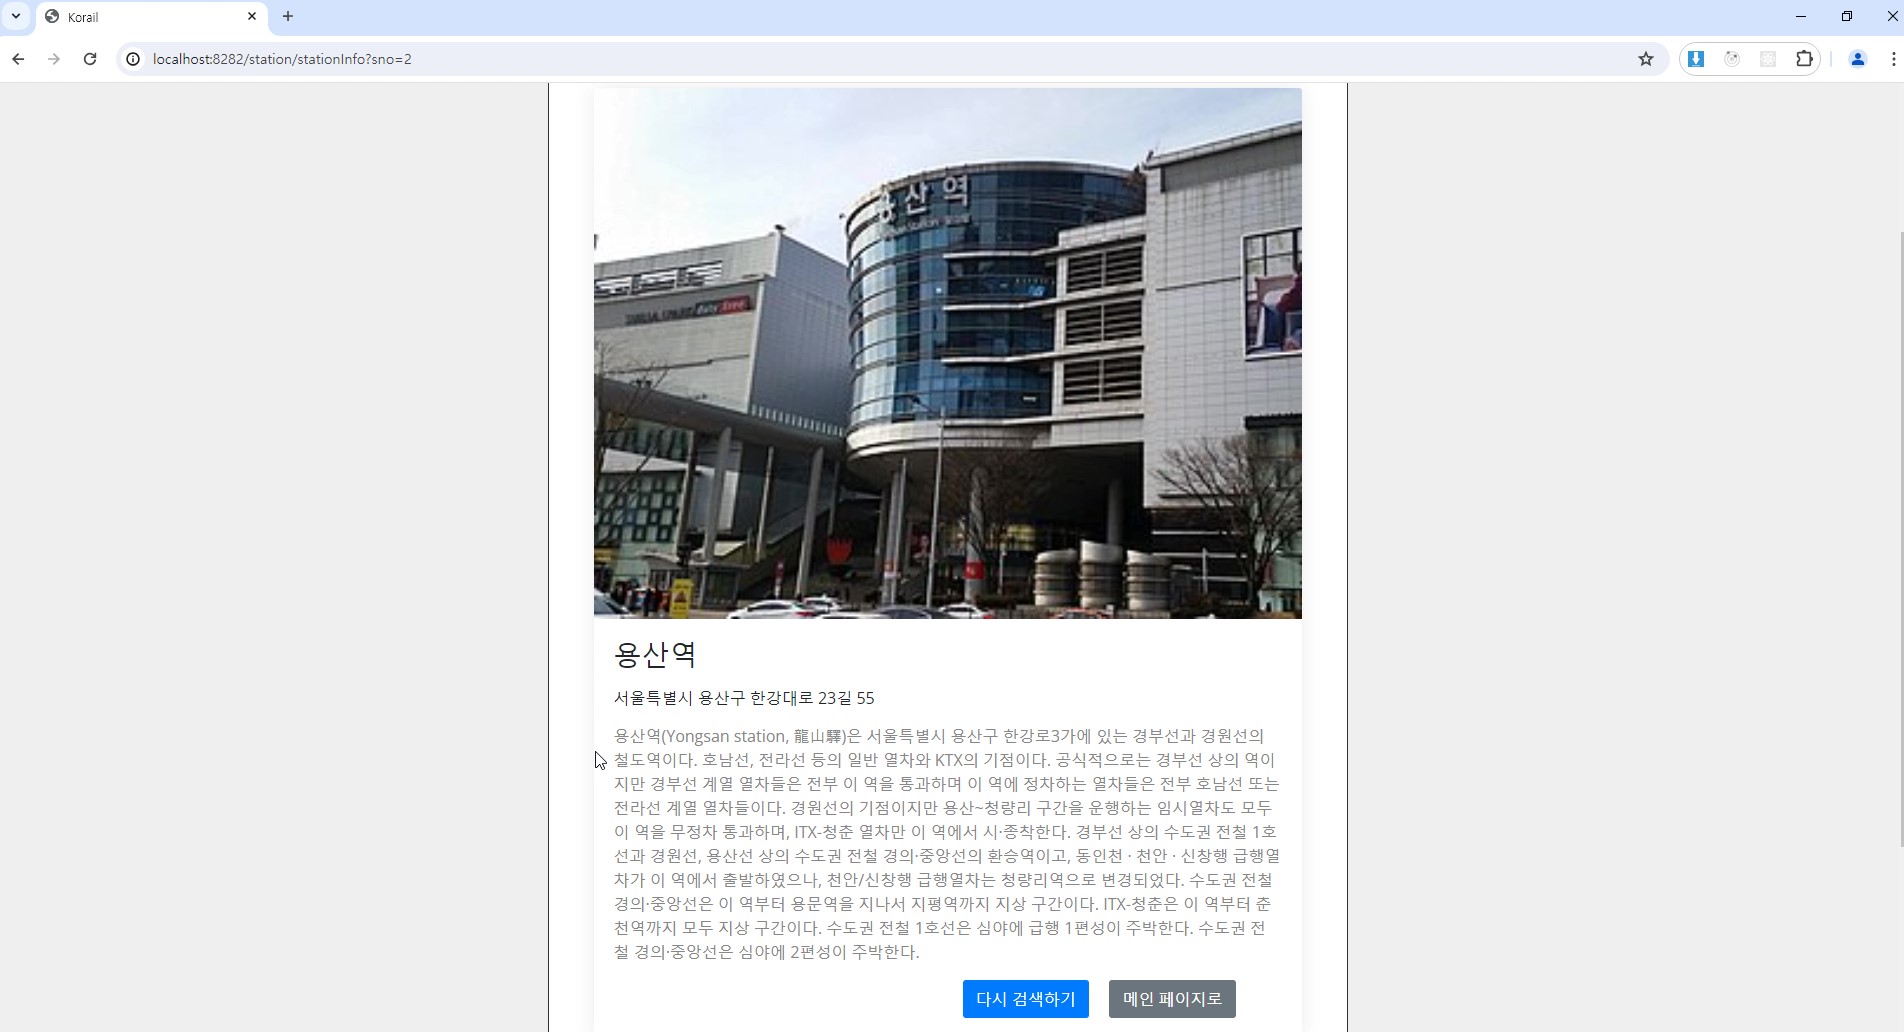 Korail
localhost:8282/station/stationInfo?sno=2
용산역
용산역
서울특별시 용산구 한강대로 23길 55
용산역(Yongsan station, 龍山驛)은 서울특별시 용산구 한강로3가에 있는 경부선과 경원선의
철도역이다. 호남선, 전라선 등의 일반 열차와 KTX의 기점이다. 공식적으로는 경부선 상의 역이
지만 경부선 계열 열차들은 전부 이 역을 통과하며 이 역에 정차하는 열차들은 전부 호남선 또는
전라선 계열 열차들이다. 경원선의 기점이지만 용산~청량리 구간을 운행하는 임시열차도 모두
이 역을 무정차 통과하며, ITX-청춘 열차만 이 역에서 시·종착한다. 경부선 상의 수도권 전철 1호
선과 경원선, 용산선 상의 수도권 전철 경의·중앙선의 환승역이고, 동인천 · 천안 · 신창행 급행열
차가 이 역에서 출발하였으나, 천안/신창행 급행열차는 청량리역으로 변경되었다. 수도권 전철
경의·중앙선은 이 역부터 용문역을 지나서 지평역까지 지상 구간이다. ITX-청춘은 이 역부터 춘
천역까지 모두 지상 구간이다. 수도권 전철 1호선은 심야에 급행 1편성이 주박한다. 수도권 전
철 경의·중앙선은 심야에 2편성이 주박한다.
다시 검색하기
메인 페이지로